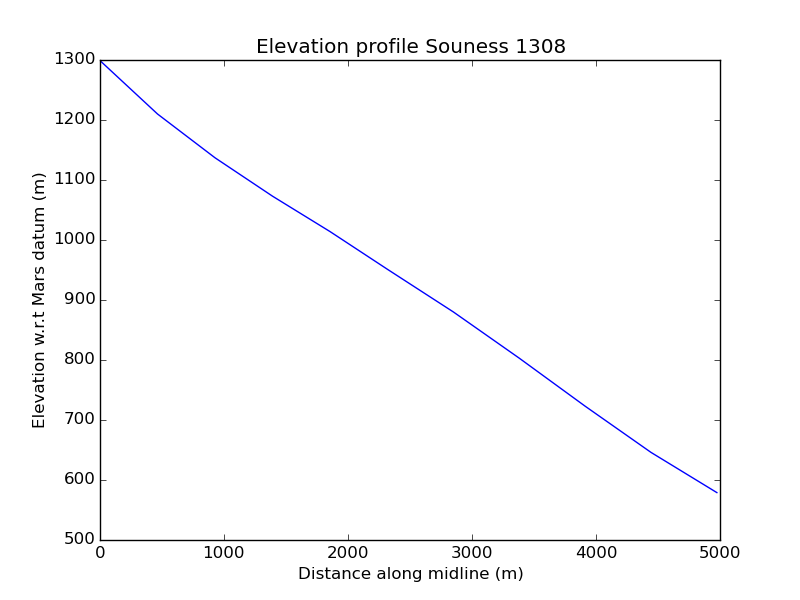 Elevation profile Souness 1308
Elevation w.r.t Mars datum (m)
1300
1200
1100
1000
900
800
700
600
500
0 1000 2000 3000 4000 5000
Distance along midline (m)